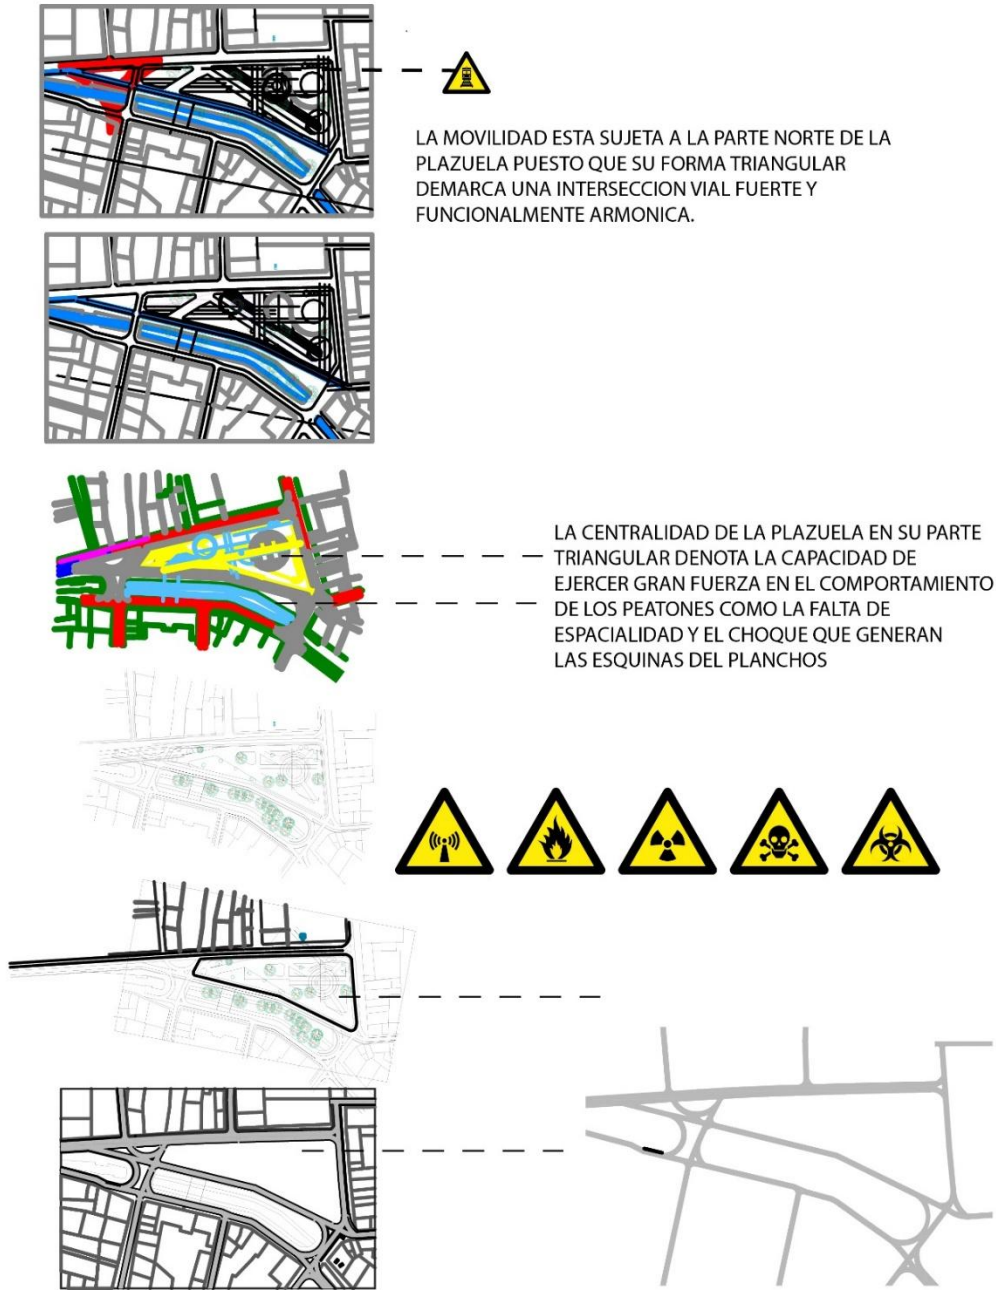 LA MOVILIDAD ESTA SUJETA A LA PARTE NORTE DE LA
PLAZUELA PUESTO QUE SU FORMA TRIANGULAR
DEMARCA UNA INTERSECCION VIAL FUERTE Y
FUNCIONALMENTE ARMONICA.
LA CENTRALIDAD DE LA PLAZUELA EN SU PARTE
TRIANGULAR DENOTA LA CAPACIDAD DE
EJERCER GRAN FUERZA EN EL COMPORTAMIENTO
DE LOS PEATONES COMO LA FALTA DE
ESPACIALIDAD Y EL CHOQUE QUE GENERAN
LAS ESQUINAS DEL PLANCHOS